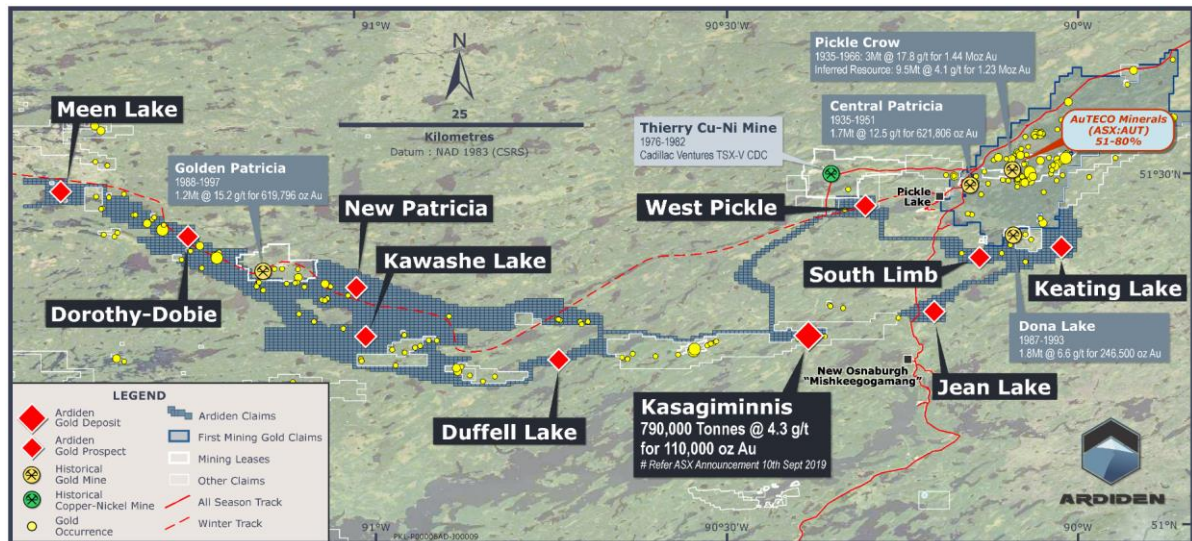 91°W
90°30'W
90°W
N
25
Kilometres
Datum : NAD 1983 (CSRS)
Pickle Crow
1935-1966: 3Mt @ 17.8 g/t for 1.44 Moz Au
Inferred Resource: 9.5Mt @ 4.1 g/t for 1.23 Moz Au
Central Patricia
1935-1951
1.7Mt @ 12.5 g/t for 621,806 oz Au
AuTECO Minerals
(ASX:AUT)
51-80%
Thierry Cu-Ni Mine
1976-1982
Cadillac Ventures TSX-V CDC
Meen Lake
Golden Patricia
1988-1997
1.2Mt @ 15.2 g/t for 619,796 oz Au
51°30'N
Pickle
Lake
West Pickle
New Patricia
Kawashe Lake
South Limb
Keating Lake
Dorothy-Dobie
Dona Lake
1987-1993
1.8Mt @ 6.6 g/t for 246,500 oz Au
New Osnaburgh
"Mishkeegogamang"
Jean Lake
Duffell Lake
Kasagiminnis
790,000 Tonnes @ 4.3 g/t
for 110,000 oz Au
# Refer ASX Announcement 10th Sept 2019
LEGEND
Ardiden
Gold Deposit
Ardiden
Gold Prospect
Historical
Gold Mine
Historical
Copper-Nickel Mine
Gold
Occurrence
Ardiden Claims
First Mining Gold Claims
Mining Leases
Other Claims
All Season Track
Winter Track
ARDIDEN
91°W
90°30'W
90°W
51°N